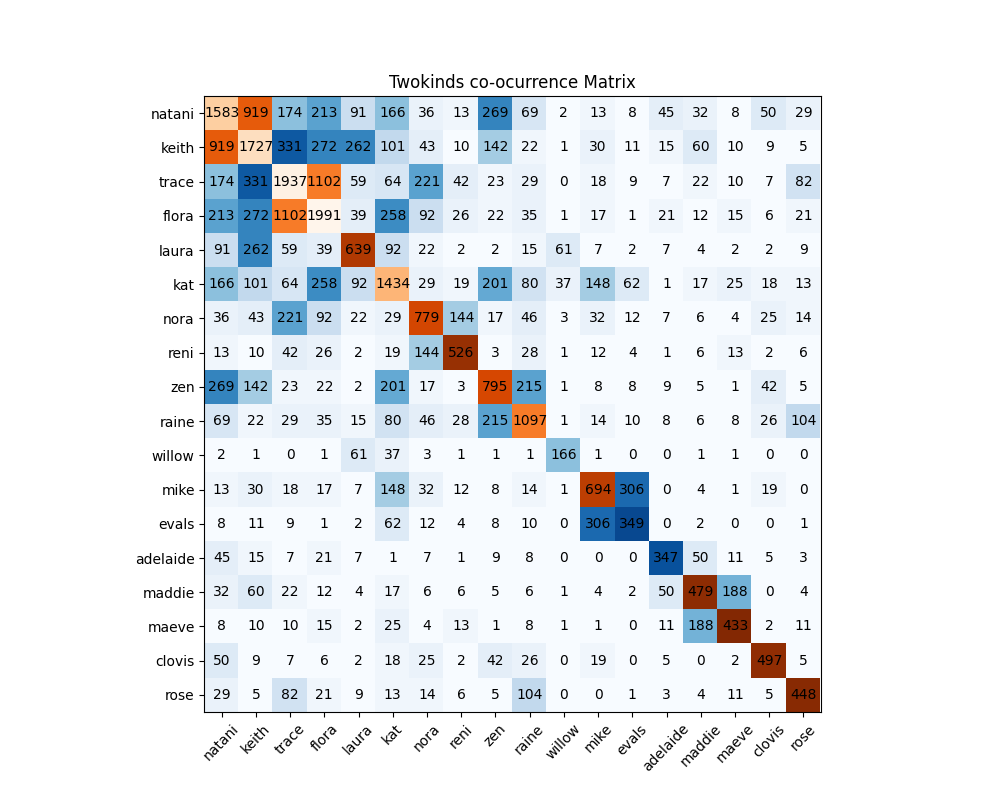 Twokinds co-ocurrence Matrix
natani 1583 919 174 213 91 166 36 13 269 69 2 13 8 45 32 8 50 29
keith 919 1727 331 272 262 101 43 10 142 22 1 30 11 15 60 10 9 5
trace 174 331 1937 1102 59 64 221 42 23 29 0 18 9 7 22 10 7 82
flora 213 272 1102 1991 39 258 92 26 22 35 1 17 1 21 12 15 6 21
laura 91 262 59 39 639 92 22 2 2 15 61 7 2 7 4 2 2 9
kat 166 101 64 258 92 1434 29 19 201 80 37 148 62 1 17 25 18 13
nora 36 43 221 92 22 29 779 144 17 46 3 32 12 7 6 4 25 14
reni 13 10 42 26 2 19 144 526 3 28 1 12 4 1 6 13 2 6
zen 269 142 23 22 2 201 17 3 795 215 1 8 8 9 5 1 42 5
raine 69 22 29 35 15 80 46 28 215 1097 1 14 10 8 6 8 26 104
willow 2 1 0 1 61 37 3 1 1 1 166 1 0 0 1 1 0 0
mike 13 30 18 17 7 148 32 12 8 14 1 694 306 0 4 1 19 0
evals 8 11 9 1 2 62 12 4 8 10 0 306 349 0 2 0 0 1
adelaide 45 15 7 21 7 1 7 1 9 8 0 0 0 347 50 11 5 3
maddie 32 60 22 12 4 17 6 6 5 6 1 4 2 50 479 188 0 4
maeve 8 10 10 15 2 25 4 13 1 8 1 1 0 11 188 433 2 11
clovis 50 9 7 6 2 18 25 2 42 26 0 19 0 5 0 2 497 5
rose 29 5 82 21 9 13 14 6 5 104 0 0 1 3 4 11 5 448
natani keith trace flora laura kat nora reni zen raine willow mike evals adelaide maddie maeve clovis rose